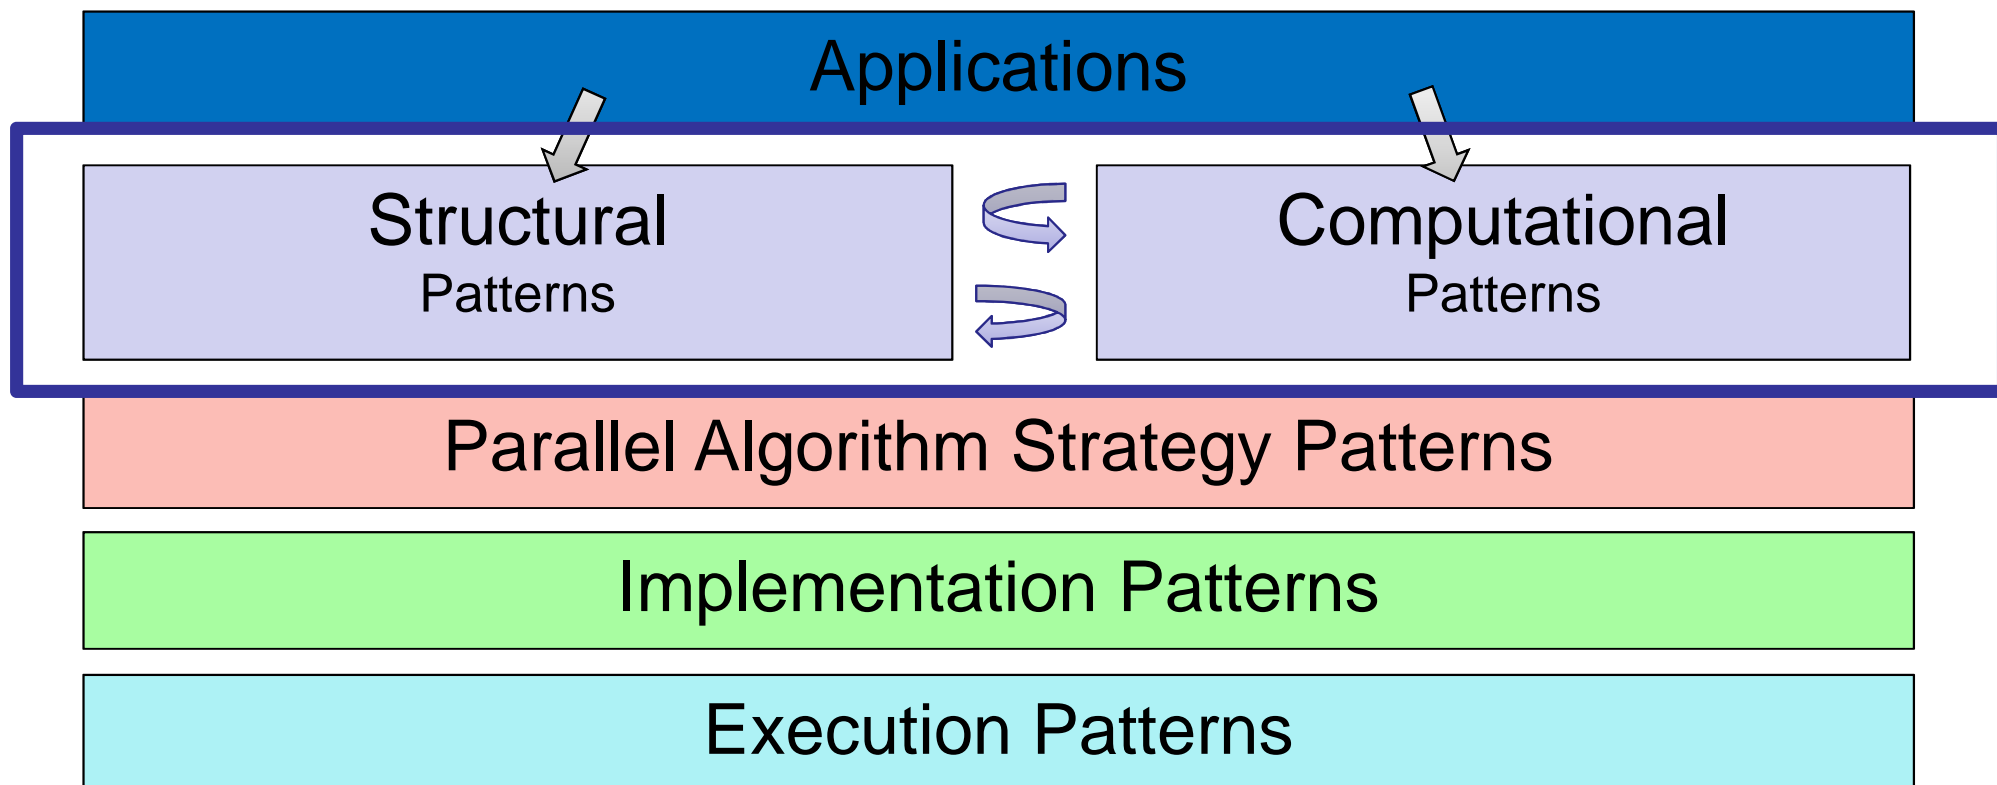 Applications
Structural
Patterns
Computational
Patterns
Parallel Algorithm Strategy Patterns
Implementation Patterns
Execution Patterns